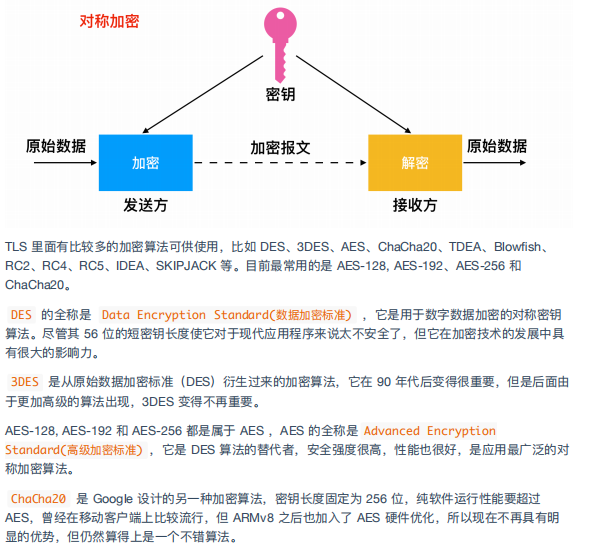 对称加密
密钥
原始数据
加密
加密报文
解密
原始数据
发送方
接收方
TLS 里面有比较多的加密算法可供使用，比如 DES、3DES、AES、ChaCha20、TDEA、Blowfish、
RC2、RC4、RC5、IDEA、SKIPJACK 等。目前最常用的是 AES-128, AES-192、AES-256 和
ChaCha20。
DES 的全称是 Data Encryption Standard(数据加密标准) ，它是用于数字数据加密的对称密钥
算法。尽管其 56 位的短密钥长度使它对于现代应用程序来说太不安全了，但它在加密技术的发展中具
有很大的影响力。
3DES 是从原始数据加密标准（DES）衍生过来的加密算法，它在 90 年代后变得很重要，但是后面由
于更加高级的算法出现，3DES 变得不再重要。
AES-128, AES-192 和 AES-256 都是属于 AES ，AES 的全称是 Advanced Encryption
Standard(高级加密标准) ，它是 DES 算法的替代者，安全强度很高，性能也很好，是应用最广泛的对
称加密算法。
ChaCha20 是 Google 设计的另一种加密算法，密钥长度固定为 256 位，纯软件运行性能要超过
AES，曾经在移动客户端上比较流行，但 ARMv8 之后也加入了 AES 硬件优化，所以现在不再具有明
显的优势，但仍然算得上是一个不错算法。